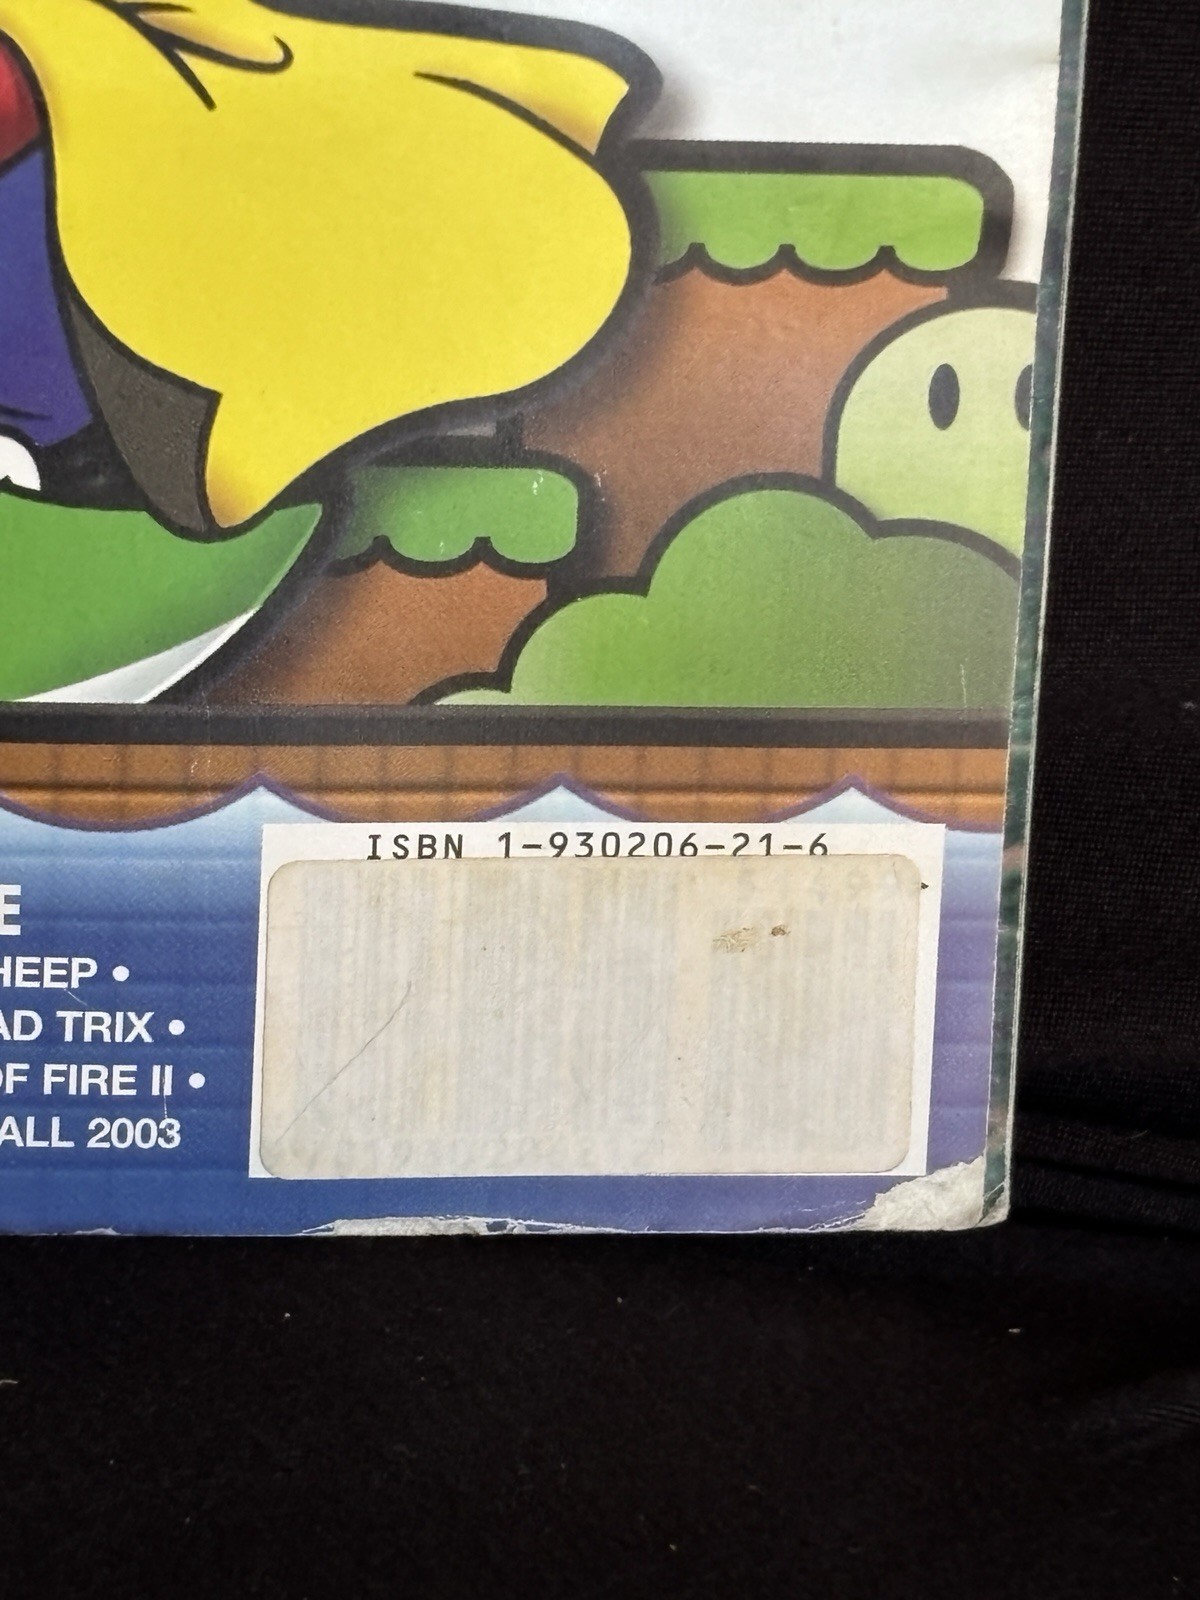 ISBN 1-930206-21-6
E
HEEP •
AD TRIX •
OF FIRE II •
ALL 2003